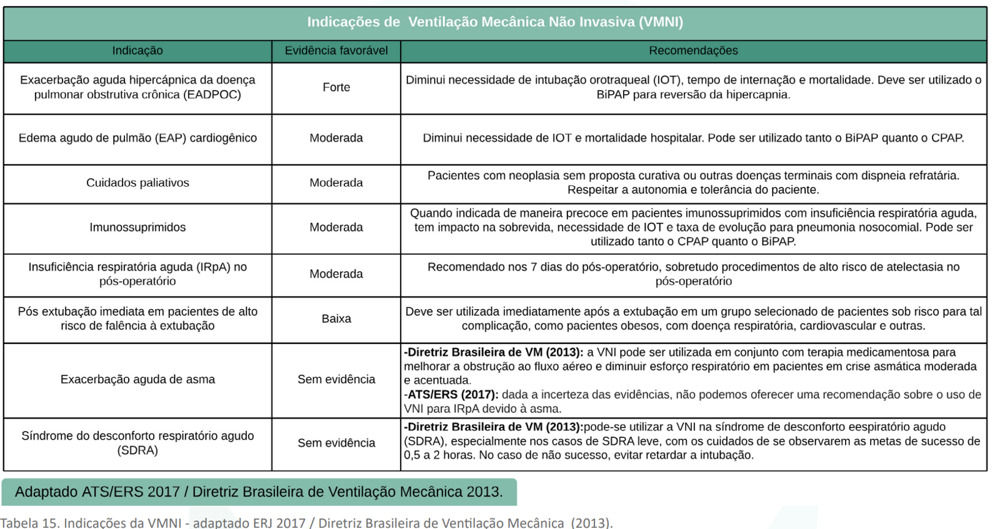 Indicações de Ventilação Mecânica Não Invasiva (VMNI)
Indicação
Evidência favorável
Recomendações
Exacerbação aguda hipercápnica da doença
pulmonar obstrutiva crônica (EADPOC)
Forte
Diminui necessidade de intubação orotraqueal (IOT), tempo de internação e mortalidade. Deve ser utilizado o
BiPAP para reversão da hipercapnia.
Edema agudo de pulmão (EAP) cardiogênico
Moderada
Diminui necessidade de IOT e mortalidade hospitalar. Pode ser utilizado tanto o BiPAP quanto o CPAP.
Cuidados paliativos
Moderada
Pacientes com neoplasia sem proposta curativa ou outras doenças terminais com dispneia refratária.
Respeitar a autonomia e tolerância do paciente.
Imunossuprimidos
Moderada
Quando indicada de maneira precoce em pacientes imunossuprimidos com insuficiência respiratória aguda,
tem impacto na sobrevida, necessidade de IOT e taxa de evolução para pneumonia nosocomial. Pode ser
utilizado tanto o CPAP quanto o BiPAP.
Insuficiência respiratória aguda (IRpA) no
pós-operatório
Moderada
Recomendado nos 7 dias do pós-operatório, sobretudo procedimentos de alto risco de atelectasia no
pós-operatório
Pós extubação imediata em pacientes de alto
risco de falência à extubação
Baixa
Deve ser utilizada imediatamente após a extubação em um grupo selecionado de pacientes sob risco para tal
complicação, como pacientes obesos, com doença respiratória, cardiovascular e outras.
Exacerbação aguda de asma
Sem evidência
-Diretriz Brasileira de VM (2013): a VNI pode ser utilizada em conjunto com terapia medicamentosa para
melhorar a obstrução ao fluxo aéreo e diminuir esforço respiratório em pacientes em crise asmática moderada
e acentuada.
-ATS/ERS (2017): dada a incerteza das evidências, não podemos oferecer uma recomendação sobre o uso de
VNI para IRpA devido à asma.
Síndrome do desconforto respiratório agudo
(SDRA)
Sem evidência
-Diretriz Brasileira de VM (2013):pode-se utilizar a VNI na síndrome de desconforto eespiratório agudo
(SDRA), especialmente nos casos de SDRA leve, com os cuidados de se observarem as metas de sucesso de
0,5 a 2 horas. No caso de não sucesso, evitar retardar a intubação.
Adaptado ATS/ERS 2017 / Diretriz Brasileira de Ventilação Mecânica 2013.
Tabela 15. Indicações da VMNI - adaptado ERJ 2017 / Diretriz Brasileira de Ventilação Mecânica (2013).